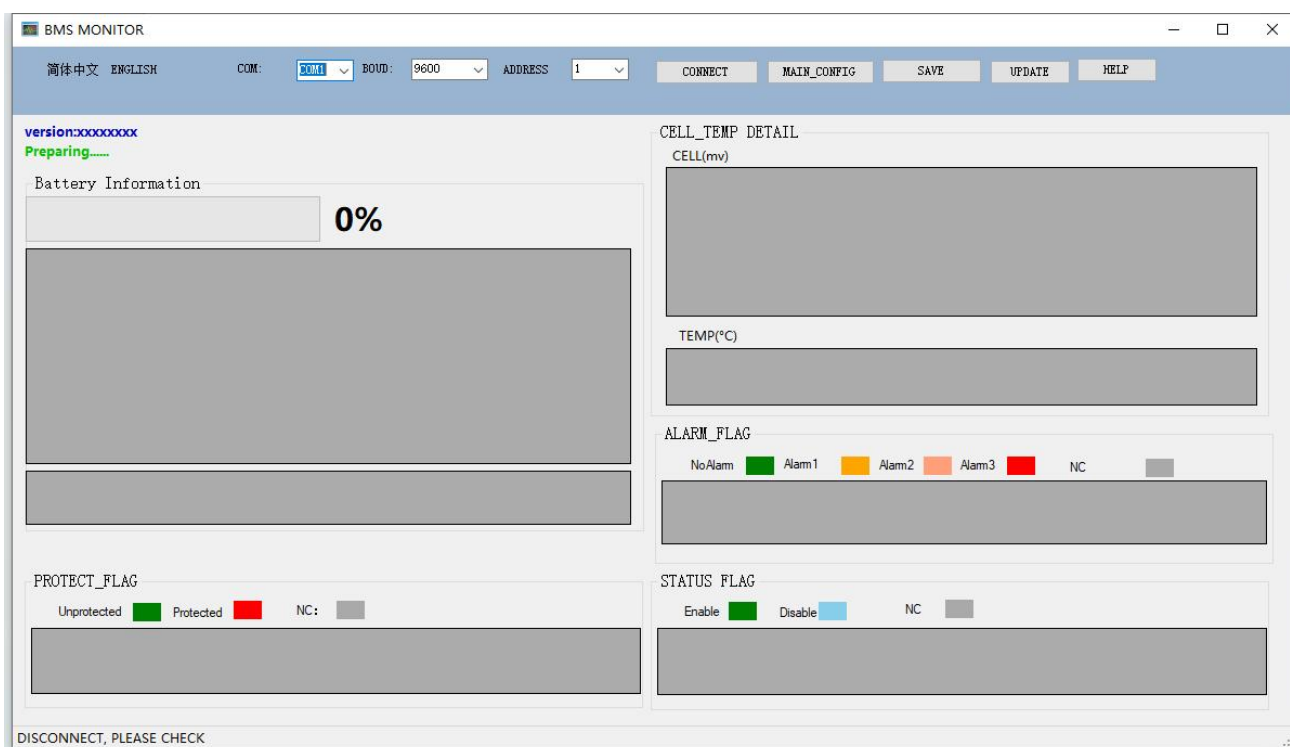 BMS MONITOR
简体中文 ENGLISH COM: COM1 BOUD: 9600 ADDRESS 1 CONNECT MAIN_CONFIG SAVE UPDATE HELP
version:xxxxxxxx
Preparing......
Battery Information
0%
CELL_TEMP DETAIL
CELL(mv)
TEMP(°C)
ALARM_FLAG
NoAlarm Alarm1 Alarm2 Alarm3 NC
PROTECT_FLAG
Unprotected Protected NC:
STATUS FLAG
Enable Disable NC
DISCONNECT, PLEASE CHECK